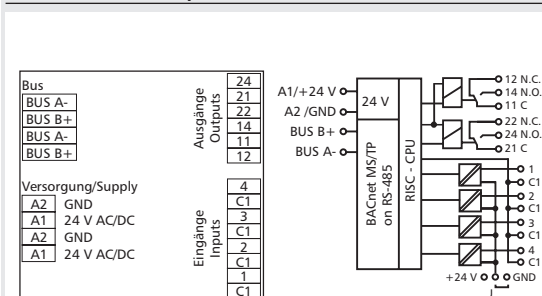 Bus
BUS A-
BUS B+
BUS A-
BUS B+
Versorgung/Supply
A2 GND
A1 24 V AC/DC
A2 GND
A1 24 V AC/DC
Ausgänge
Outputs
24
21
22
14
11
12
Eingänge
Inputs
4
C1
3
C1
2
C1
1
C1
A1/+24 V
A2 /GND
BUS B+
BUS A-
24 V
BACnet MS/TP
on RS-485
RISC - CPU
12 N.C.
14 N.O.
11 C
22 N.C.
24 N.O.
21 C
1
C1
2
C1
3
C1
4
C1
+24 V
GND